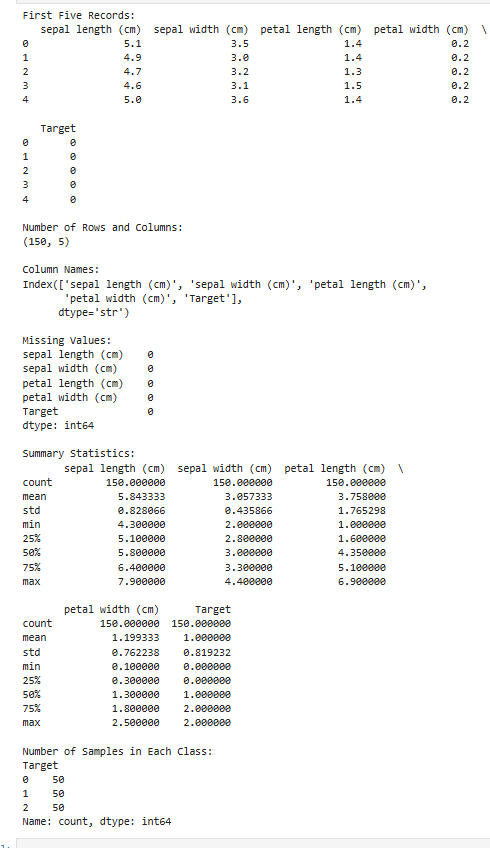 First Five Records:
   sepal length (cm)  sepal width (cm)  petal length (cm)  petal width (cm)  \
0                5.1               3.5                1.4               0.2
1                4.9               3.0                1.4               0.2
2                4.7               3.2                1.3               0.2
3                4.6               3.1                1.5               0.2
4                5.0               3.6                1.4               0.2
   Target
0       0
1       0
2       0
3       0
4       0
Number of Rows and Columns:
(150, 5)
Column Names:
Index(['sepal length (cm)', 'sepal width (cm)', 'petal length (cm)',
       'petal width (cm)', 'Target'],
      dtype='str')
Missing Values:
sepal length (cm)    0
sepal width (cm)     0
petal length (cm)    0
petal width (cm)     0
Target               0
dtype: int64
Summary Statistics:
       sepal length (cm)  sepal width (cm)  petal length (cm)  \
count         150.000000        150.000000         150.000000
mean            5.843333          3.057333           3.758000
std             0.828066          0.435866           1.765298
min             4.300000          2.000000           1.000000
25%             5.100000          2.800000           1.600000
50%             5.800000          3.000000           4.350000
75%             6.400000          3.300000           5.100000
max             7.900000          4.400000           6.900000
       petal width (cm)      Target
count        150.000000  150.000000
mean           1.199333    1.000000
std            0.762238    0.819232
min            0.100000    0.000000
25%            0.300000    0.000000
50%            1.300000    1.000000
75%            1.800000    2.000000
max            2.500000    2.000000
Number of Samples in Each Class:
Target
0    50
1    50
2    50
Name: count, dtype: int64